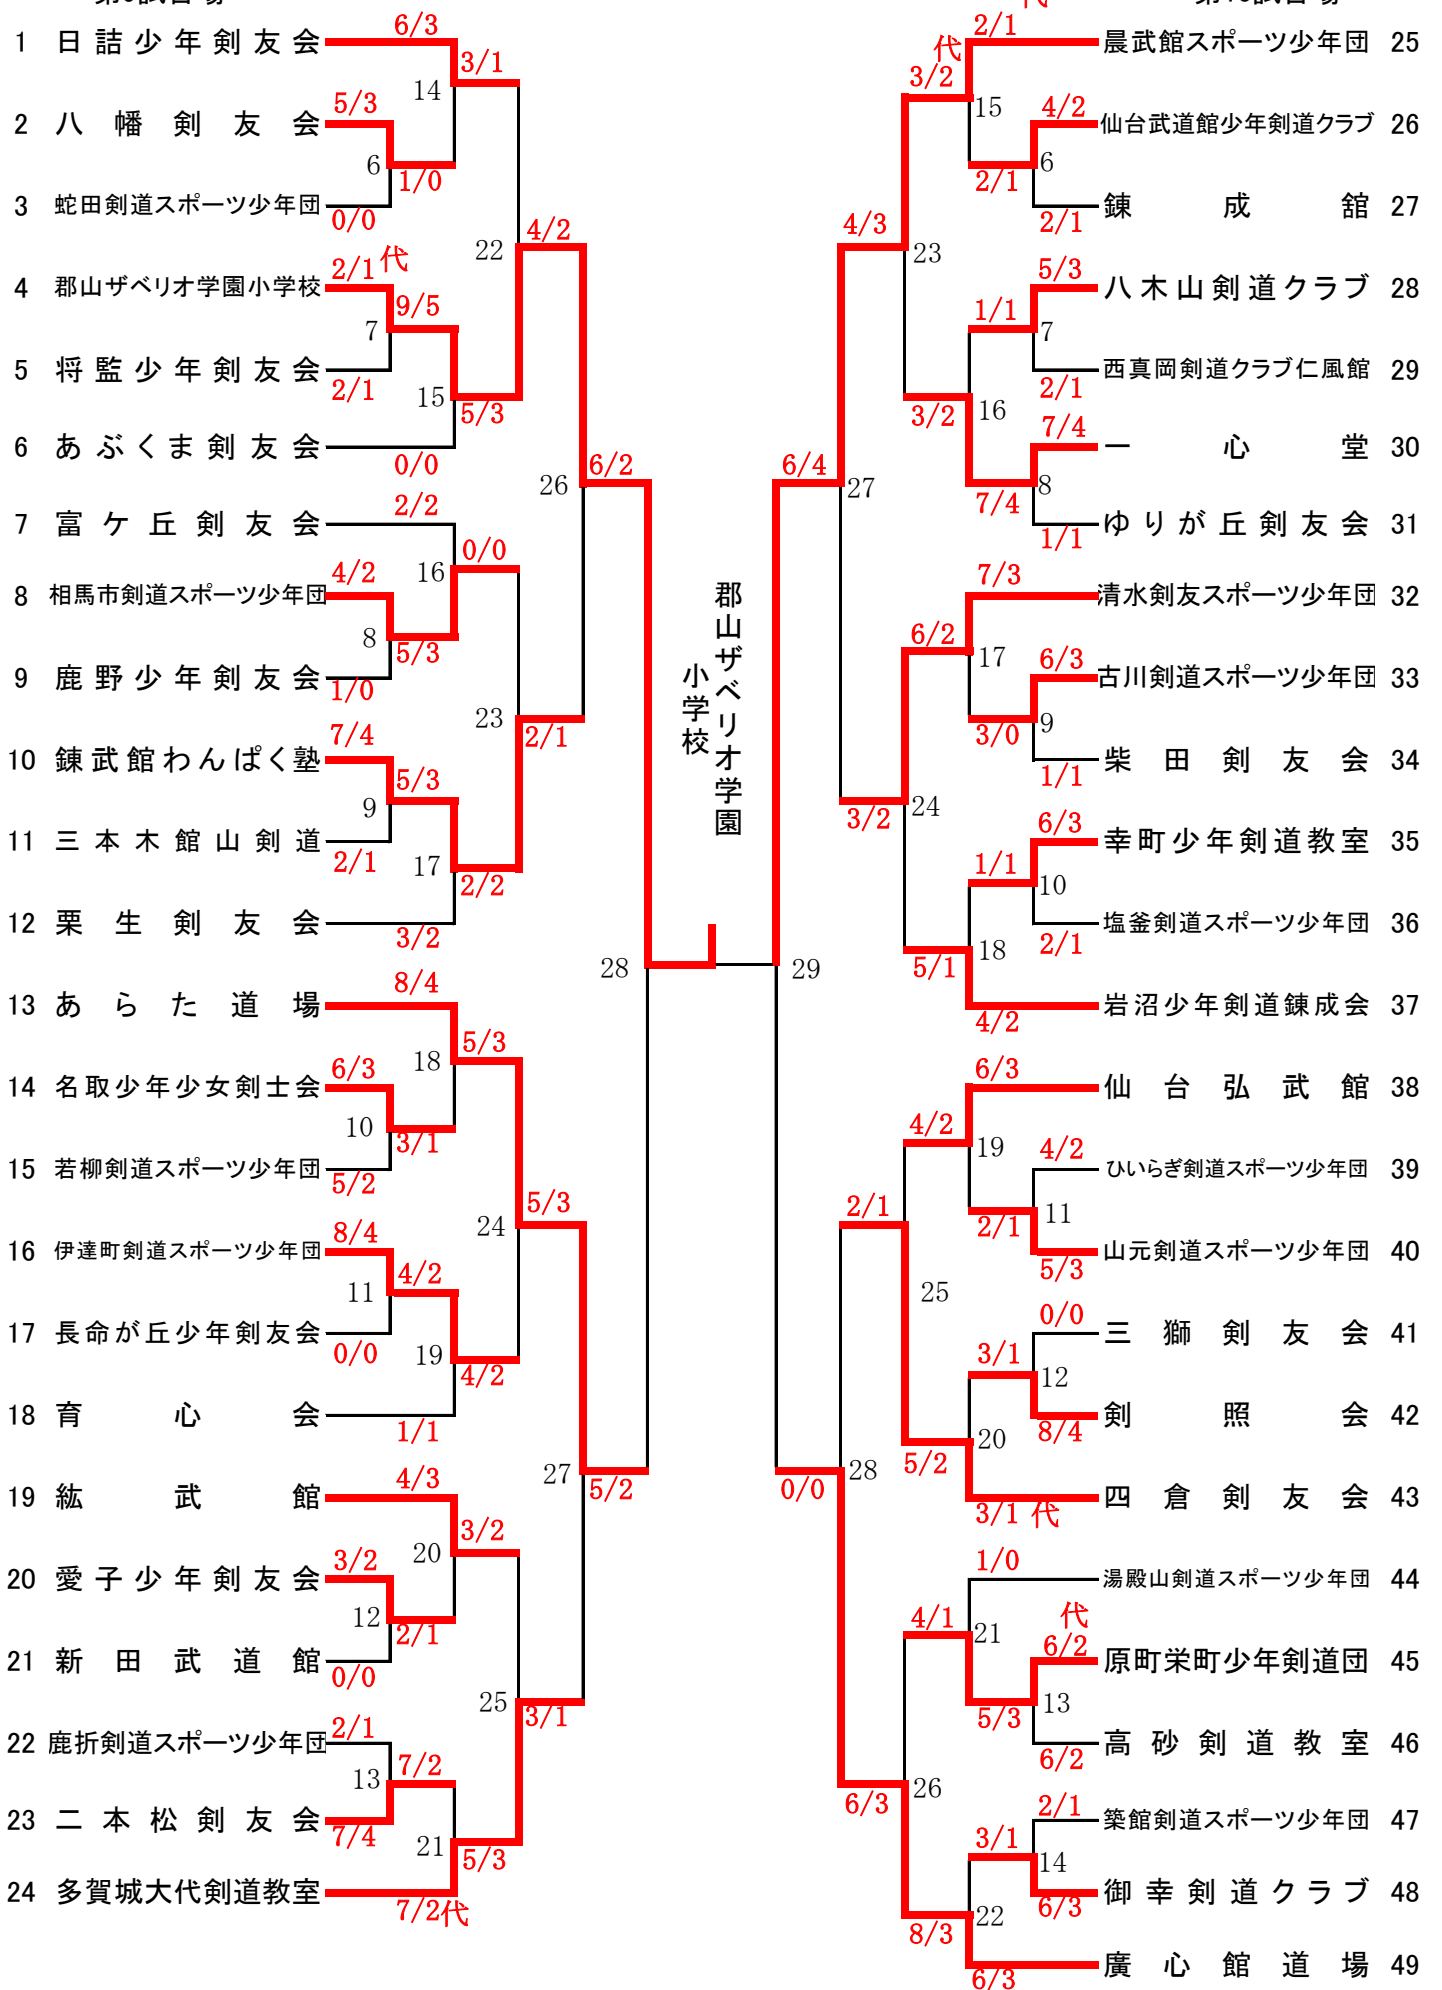 1 日詰少年剣友会
2 八幡剣友会
3 蛇田剣道スポーツ少年団
4 郡山ザベリオ学園小学校
5 将監少年剣友会
6 あぶくま剣友会
7 富ケ丘剣友会
8 相馬市剣道スポーツ少年団
9 鹿野少年剣友会
10 錬武館わんぱく塾
11 三本木館山剣道
12 栗生剣友会
13 あらた道場
14 名取少年少女剣士会
15 若柳剣道スポーツ少年団
16 伊達町剣道スポーツ少年団
17 長命が丘少年剣友会
18 育心会
19 紘武館
20 愛子少年剣友会
21 新田武道館
22 鹿折剣道スポーツ少年団
23 二本松剣友会
24 多賀城大代剣道教室
6/3
5/3
0/0
2/1代
2/1
0/0
2/2
4/2
1/0
7/4
2/1
3/2
8/4
6/3
5/2
8/4
0/0
1/1
4/3
3/2
0/0
2/1
7/4
7/2代
6
1/0
7
9/5
8
5/3
9
5/3
10
3/1
11
4/2
12
2/1
13
7/2
14
3/1
15
5/3
16
0/0
17
2/2
18
5/3
19
4/2
20
3/2
21
5/3
22
4/2
23
2/1
24
5/3
25
3/1
26
6/2
27
5/2
28
郡山ザベリオ学園
小学校
29
6/4
0/0
27
4/3
3/2
28
2/1
6/3
23
3/2
代
3/2
24
6/2
5/1
25
4/2
5/2
26
4/1
8/3
15
2/1
2/1
16
1/1
7/4
17
7/3
3/0
18
1/1
4/2
19
6/3
2/1
20
3/1
3/1代
21
1/0
5/3
22
3/1
6/3
6
4/2
2/1
7
5/3
2/1
8
7/4
1/1
9
6/3
1/1
10
6/3
2/1
11
4/2
5/3
12
0/0
8/4
13
代
6/2
6/2
14
2/1
6/3
晨武館スポーツ少年団 25
仙台武道館少年剣道クラブ 26
錬成舘 27
八木山剣道クラブ 28
西真岡剣道クラブ仁風館 29
一心堂 30
ゆりが丘剣友会 31
清水剣友スポーツ少年団 32
古川剣道スポーツ少年団 33
柴田剣友会 34
幸町少年剣道教室 35
塩釜剣道スポーツ少年団 36
岩沼少年剣道錬成会 37
仙台弘武館 38
ひいらぎ剣道スポーツ少年団 39
山元剣道スポーツ少年団 40
三獅剣友会 41
剣照会 42
四倉剣友会 43
湯殿山剣道スポーツ少年団 44
原町栄町少年剣道団 45
高砂剣道教室 46
築館剣道スポーツ少年団 47
御幸剣道クラブ 48
廣心館道場 49